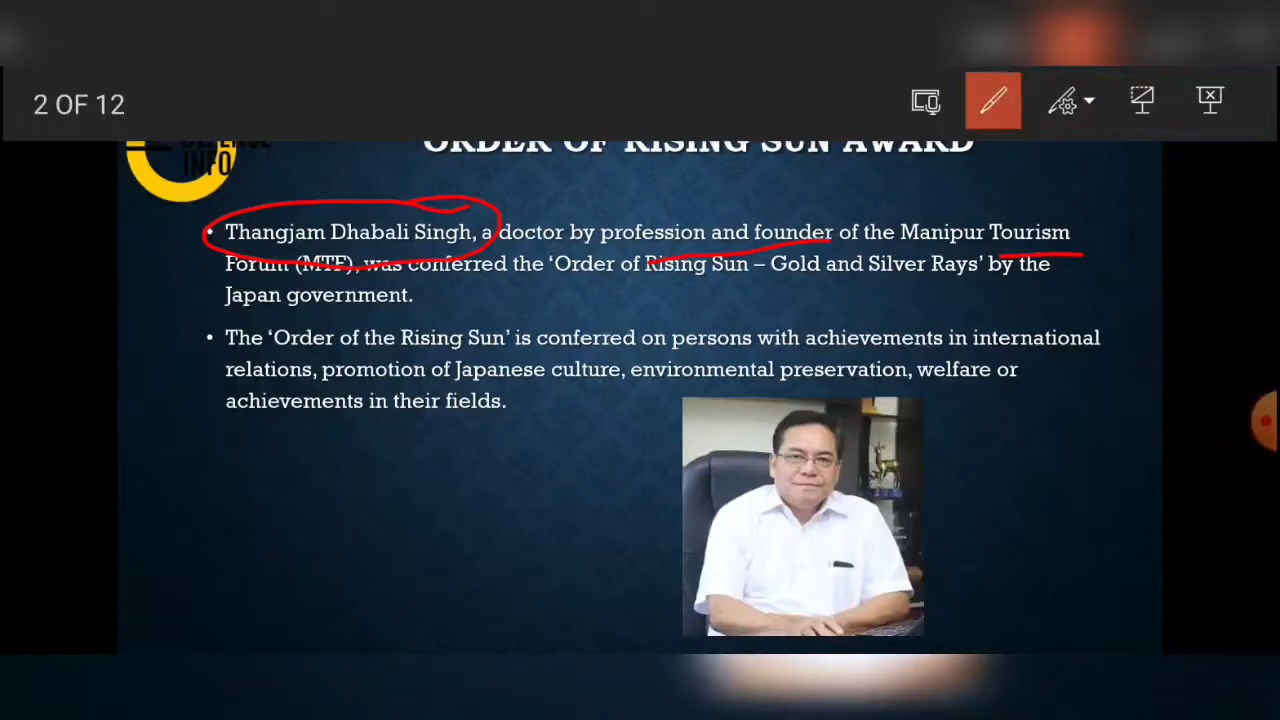 2 OF 12
DEFENCE
INFO
ORDER OF RISING SUN AWARD
• Thangjam Dhabali Singh, a doctor by profession and founder of the Manipur Tourism
Forum (MTF), was conferred the ‘Order of Rising Sun – Gold and Silver Rays’ by the
Japan government.
• The ‘Order of the Rising Sun’ is conferred on persons with achievements in international
relations, promotion of Japanese culture, environmental preservation, welfare or
achievements in their fields.